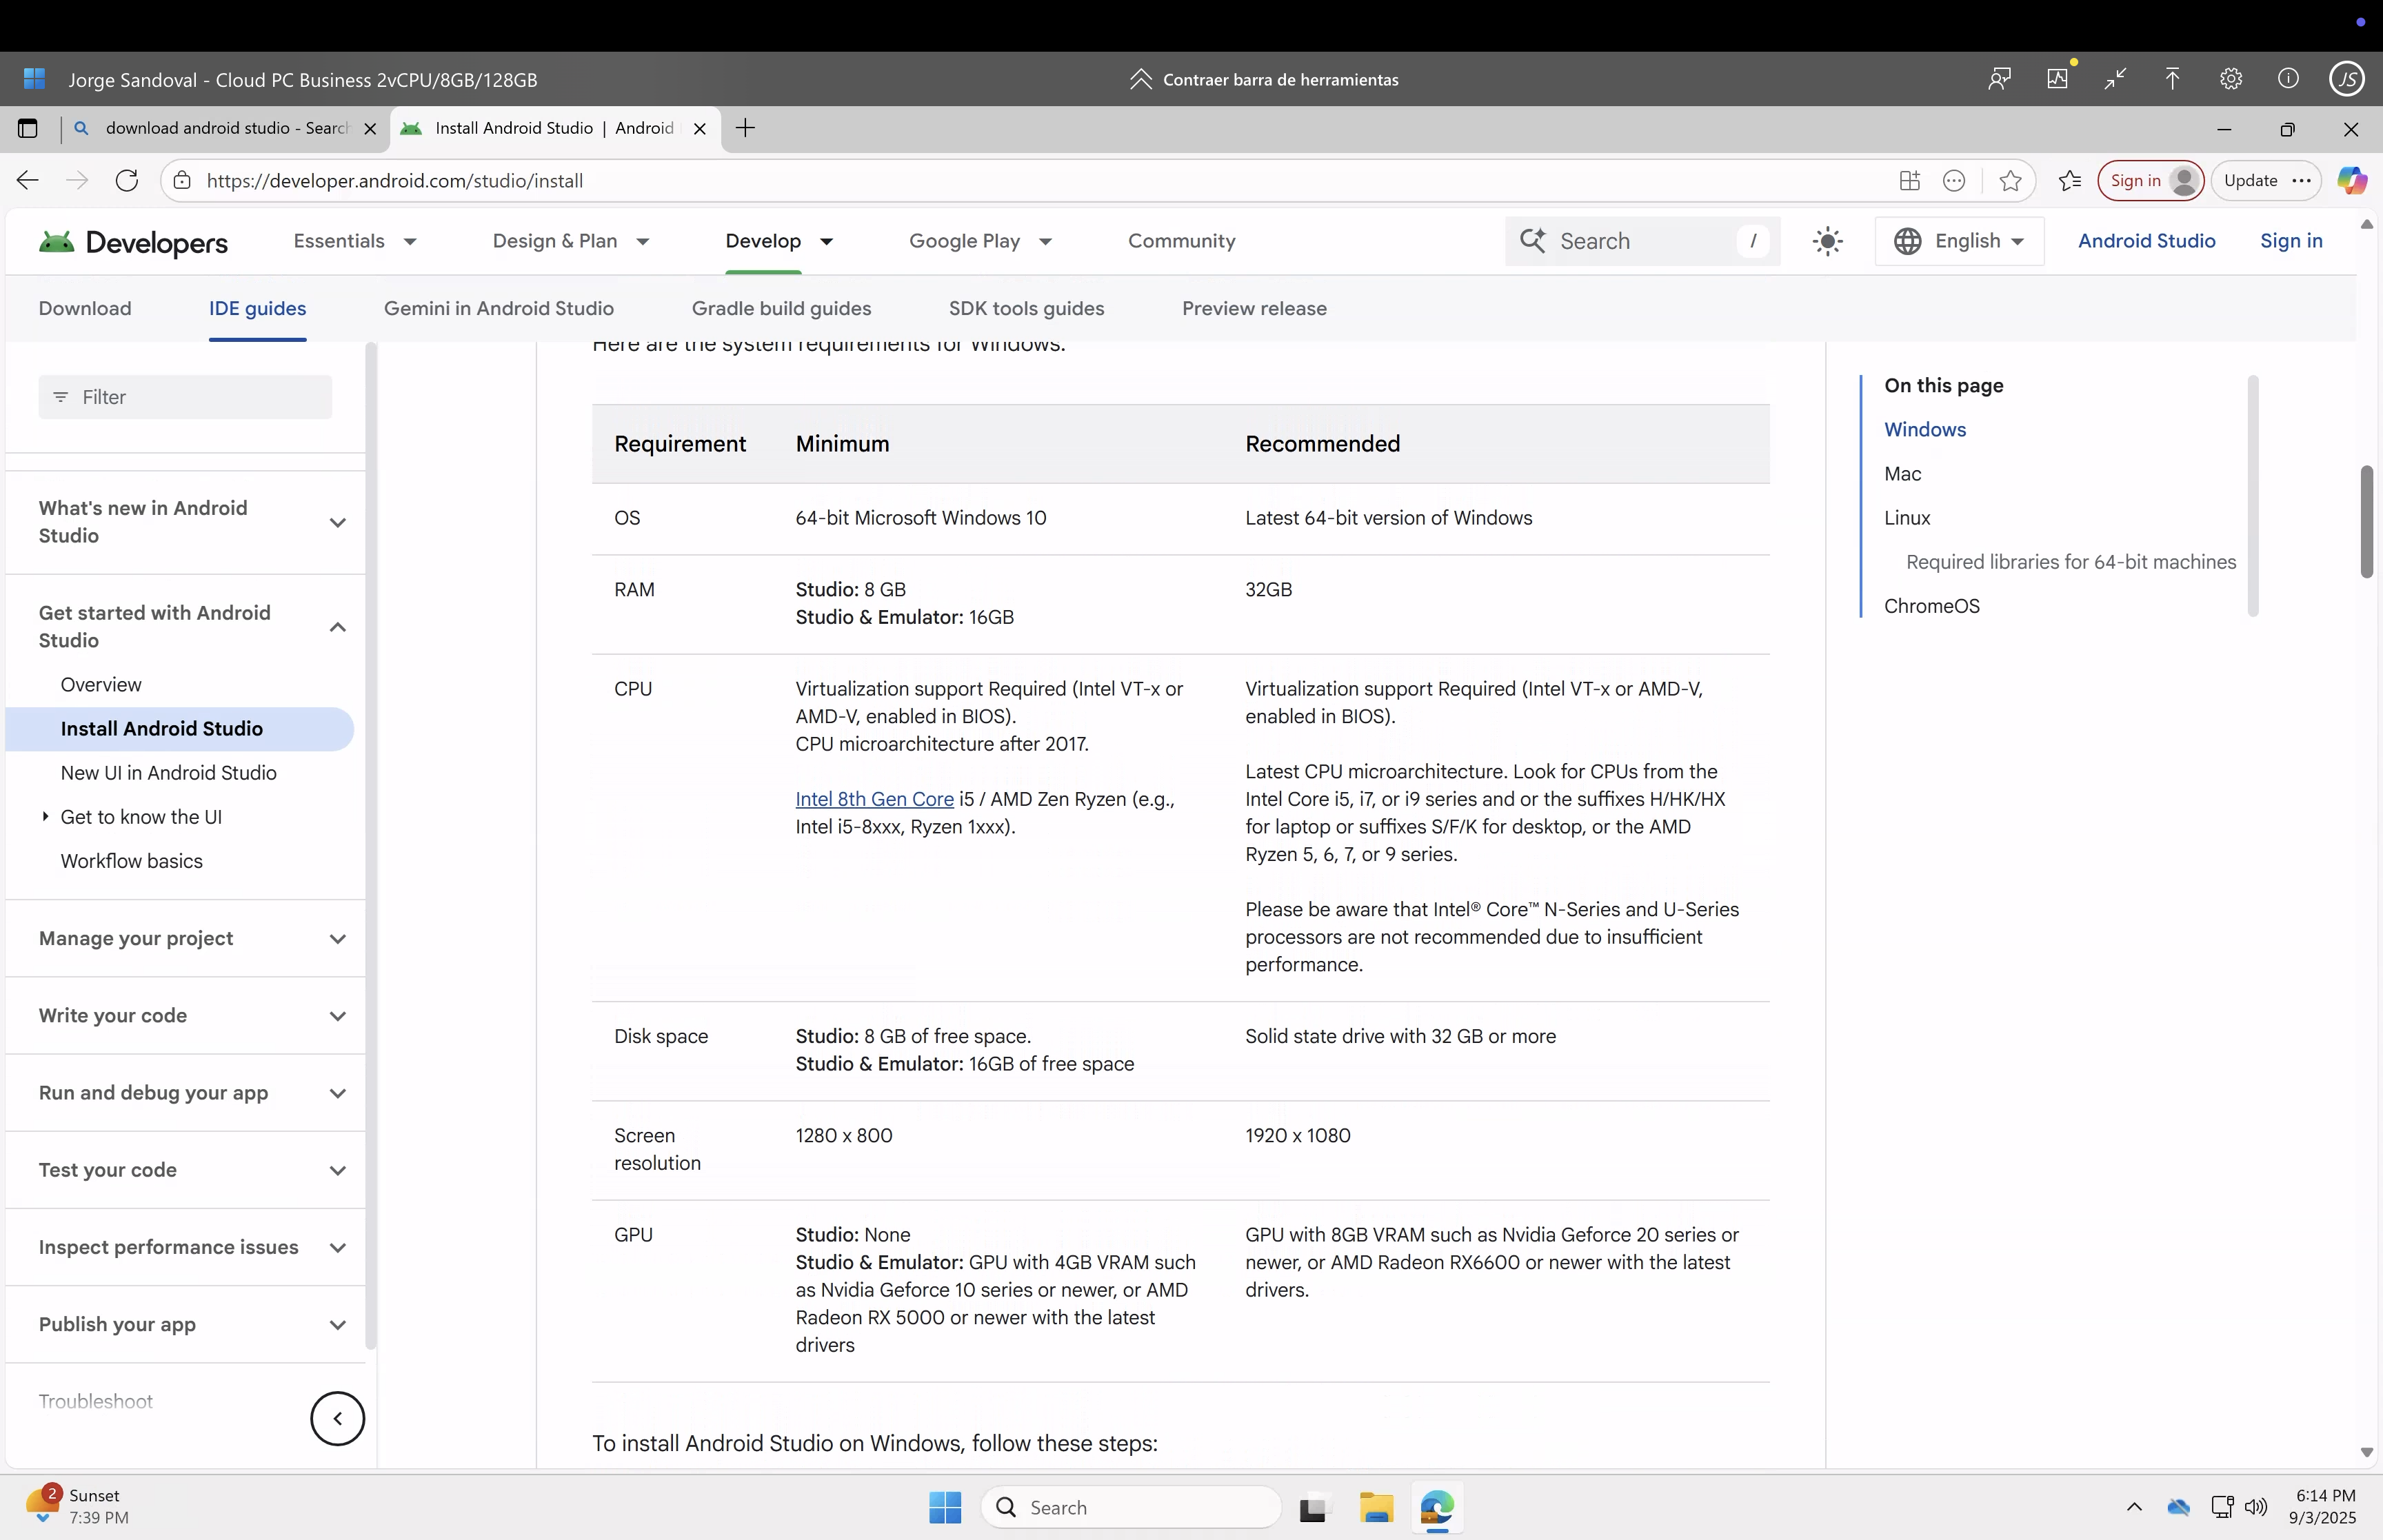 Jorge Sandoval - Cloud PC Business 2vCPU/8GB/128GB
Contraer barra de herramientas
JS
download android studio - Search
Install Android Studio | Android
https://developer.android.com/studio/install
Sign in
Update
Developers
Essentials
Design & Plan
Develop
Google Play
Community
Search
/
English
Android Studio
Sign in
Download
IDE guides
Gemini in Android Studio
Gradle build guides
SDK tools guides
Preview release
Filter
What's new in Android
Studio
Get started with Android
Studio
Overview
Install Android Studio
New UI in Android Studio
Get to know the UI
Workflow basics
Manage your project
Write your code
Run and debug your app
Test your code
Inspect performance issues
Publish your app
Troubleshoot
Here are the system requirements for Windows.
Requirement Minimum Recommended
OS 64-bit Microsoft Windows 10 Latest 64-bit version of Windows
RAM Studio: 8 GB 32GB
Studio & Emulator: 16GB
CPU
Virtualization support Required (Intel VT-x or
AMD-V, enabled in BIOS).
CPU microarchitecture after 2017.
Intel 8th Gen Core i5 / AMD Zen Ryzen (e.g.,
Intel i5-8xxx, Ryzen 1xxx).
Virtualization support Required (Intel VT-x or AMD-V,
enabled in BIOS).
Latest CPU microarchitecture. Look for CPUs from the
Intel Core i5, i7, or i9 series and or the suffixes H/HK/HX
for laptop or suffixes S/F/K for desktop, or the AMD
Ryzen 5, 6, 7, or 9 series.
Please be aware that Intel® Core™ N-Series and U-Series
processors are not recommended due to insufficient
performance.
Disk space
Studio: 8 GB of free space.
Studio & Emulator: 16GB of free space
Solid state drive with 32 GB or more
Screen
resolution
1280 x 800
1920 x 1080
GPU
Studio: None
Studio & Emulator: GPU with 4GB VRAM such
as Nvidia Geforce 10 series or newer, or AMD
Radeon RX 5000 or newer with the latest
drivers
GPU with 8GB VRAM such as Nvidia Geforce 20 series or
newer, or AMD Radeon RX6600 or newer with the latest
drivers.
To install Android Studio on Windows, follow these steps:
On this page
Windows
Mac
Linux
Required libraries for 64-bit machines
ChromeOS
2
Sunset
7:39 PM
Search
6:14 PM
9/3/2025